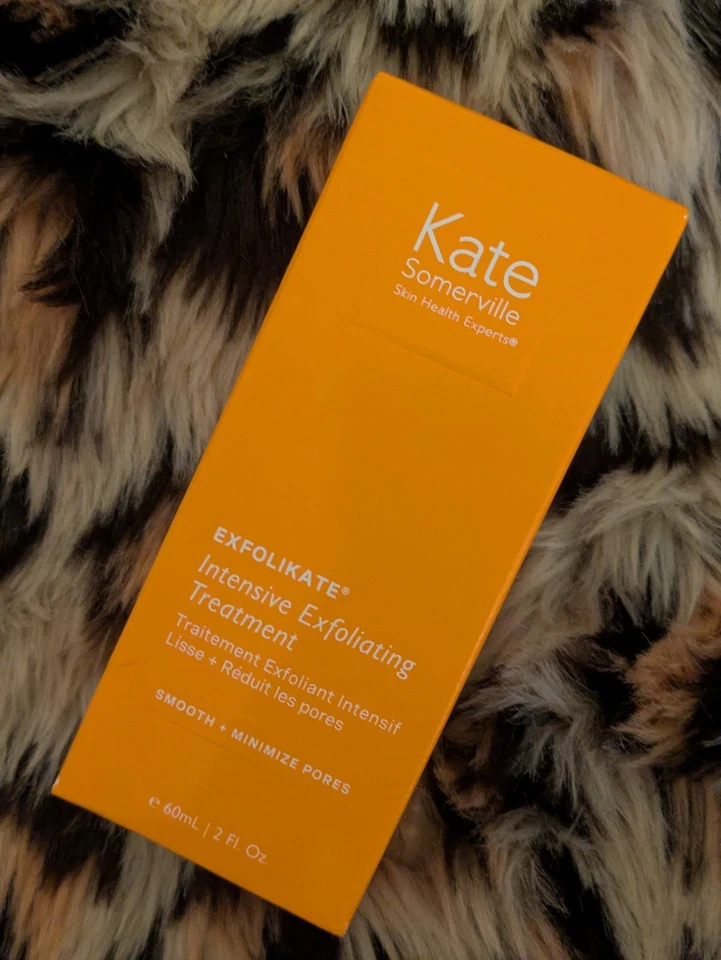 Kate
Somerville
Skin Health Experts®
EXFOLIKATE®
Intensive Exfoliating
Treatment
Traitement Exfoliant Intensif
Lisse + Réduit les pores
SMOOTH + MINIMIZE PORES
℮ 60mL | 2 Fl. Oz.